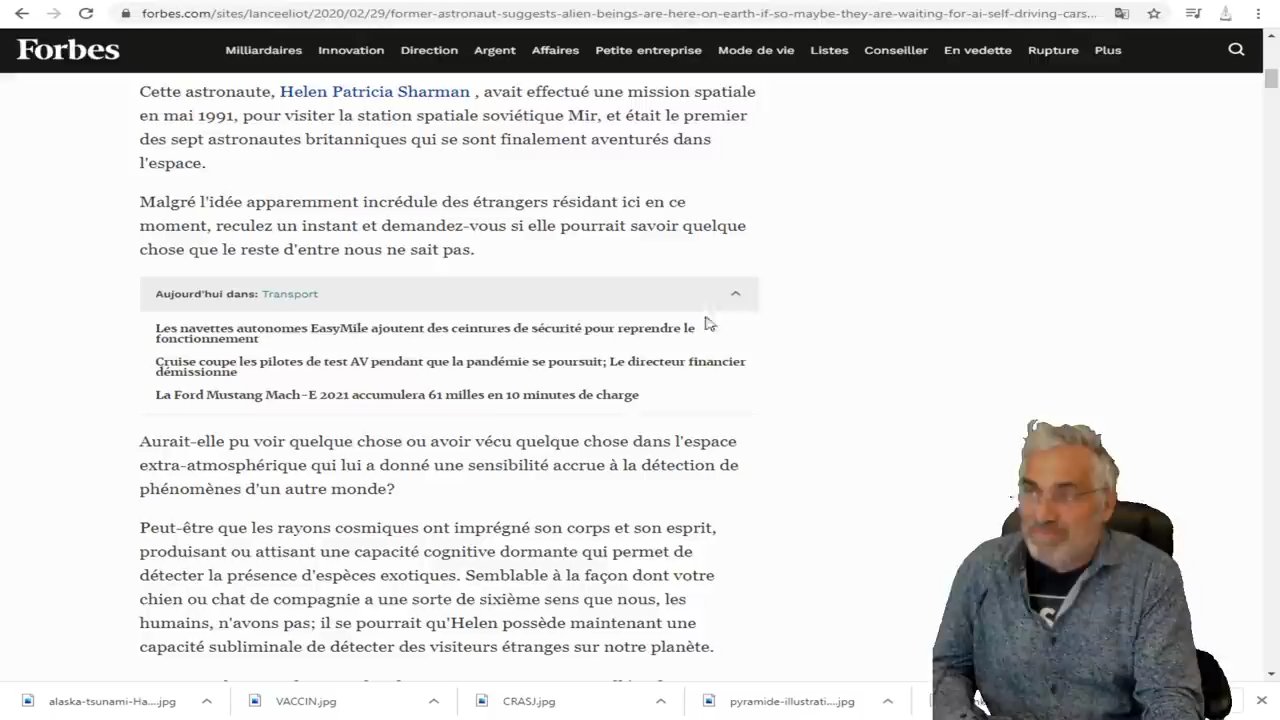 forbes.com/sites/lanceeliot/2020/02/29/former-astronaut-suggests-alien-beings-are-here-on-earth-if-so-maybe-they-are-waiting-for-ai-self-driving-cars...
Forbes
Milliardaires Innovation Direction Argent Affaires Petite entreprise Mode de vie Listes Conseiller En vedette Rupture Plus
Cette astronaute, Helen Patricia Sharman , avait effectué une mission spatiale
en mai 1991, pour visiter la station spatiale soviétique Mir, et était le premier
des sept astronautes britanniques qui se sont finalement aventurés dans
l'espace.
Malgré l'idée apparemment incrédule des étrangers résidant ici en ce
moment, reculez un instant et demandez-vous si elle pourrait savoir quelque
chose que le reste d'entre nous ne sait pas.
Aujourd'hui dans: Transport
Les navettes autonomes EasyMile ajoutent des ceintures de sécurité pour reprendre le
fonctionnement
Cruise coupe les pilotes de test AV pendant que la pandémie se poursuit; Le directeur financier
démissionne
La Ford Mustang Mach-E 2021 accumulera 61 milles en 10 minutes de charge
Aurait-elle pu voir quelque chose ou avoir vécu quelque chose dans l'espace
extra-atmosphérique qui lui a donné une sensibilité accrue à la détection de
phénomènes d'un autre monde?
Peut-être que les rayons cosmiques ont imprégné son corps et son esprit,
produisant ou attisant une capacité cognitive dormante qui permet de
détecter la présence d'espèces exotiques. Semblable à la façon dont votre
chien ou chat de compagnie a une sorte de sixième sens que nous, les
humains, n'avons pas; il se pourrait qu'Helen possède maintenant une
capacité subliminale de détecter des visiteurs étranges sur notre planète.
alaska-tsunami-Ha....jpg VACCIN.jpg CRASJ.jpg pyramide-illustrati....jpg